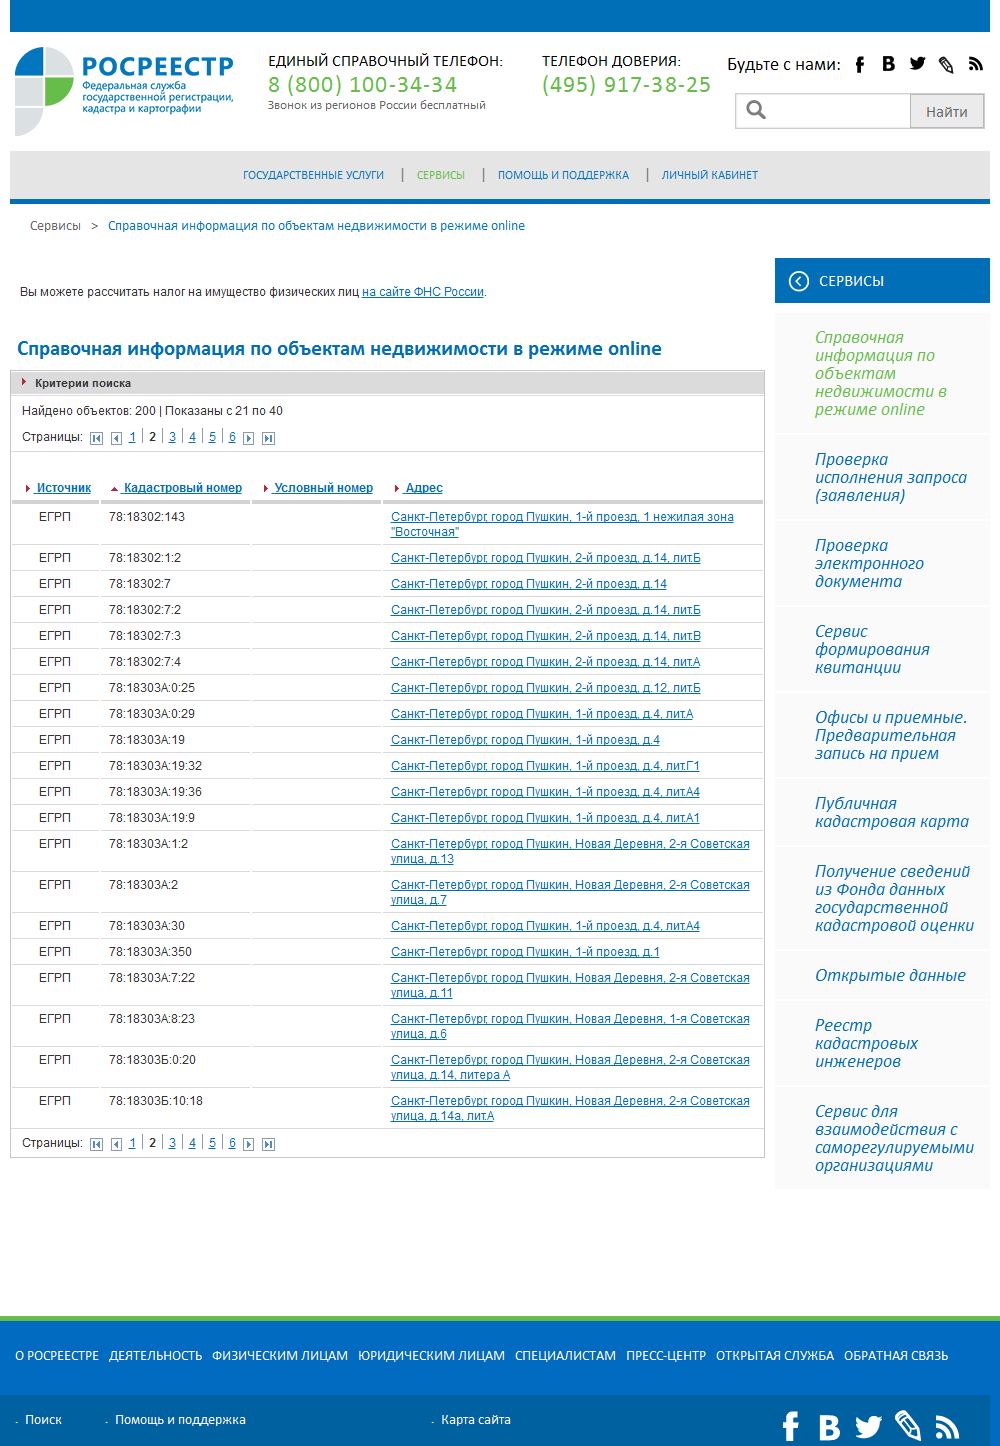 РОСРЕЕСТР
Федеральная служба
государственной регистрации,
кадастра и картографии
ЕДИНЫЙ СПРАВОЧНЫЙ ТЕЛЕФОН:
8 (800) 100-34-34
Звонок из регионов России бесплатный
ТЕЛЕФОН ДОВЕРИЯ:
(495) 917-38-25
Будьте с нами:
Найти
ГОСУДАРСТВЕННЫЕ УСЛУГИ | СЕРВИСЫ | ПОМОЩЬ И ПОДДЕРЖКА | ЛИЧНЫЙ КАБИНЕТ
Сервисы > Справочная информация по объектам недвижимости в режиме online
Вы можете рассчитать налог на имущество физических лиц на сайте ФНС России.
Справочная информация по объектам недвижимости в режиме online
Критерии поиска
Найдено объектов: 200 | Показаны с 21 по 40
Страницы: 1 | 2 | 3 | 4 | 5 | 6
Источник Кадастровый номер Условный номер Адрес
ЕГРП 78:18302:143 Санкт-Петербург, город Пушкин, 1-й проезд, 1 нежилая зона
"Восточная"
ЕГРП 78:18302:1:2 Санкт-Петербург, город Пушкин, 2-й проезд, д.14, лит.Б
ЕГРП 78:18302:7 Санкт-Петербург, город Пушкин, 2-й проезд, д.14
ЕГРП 78:18302:7:2 Санкт-Петербург, город Пушкин, 2-й проезд, д.14, лит.Б
ЕГРП 78:18302:7:3 Санкт-Петербург, город Пушкин, 2-й проезд, д.14, лит.В
ЕГРП 78:18302:7:4 Санкт-Петербург, город Пушкин, 2-й проезд, д.14, лит.А
ЕГРП 78:18303А:0:25 Санкт-Петербург, город Пушкин, 2-й проезд, д.12, лит.Б
ЕГРП 78:18303А:0:29 Санкт-Петербург, город Пушкин, 1-й проезд, д.4, лит.А
ЕГРП 78:18303А:19 Санкт-Петербург, город Пушкин, 1-й проезд, д.4
ЕГРП 78:18303А:19:32 Санкт-Петербург, город Пушкин, 1-й проезд, д.4, лит.Г1
ЕГРП 78:18303А:19:36 Санкт-Петербург, город Пушкин, 1-й проезд, д.4, лит.А4
ЕГРП 78:18303А:19:9 Санкт-Петербург, город Пушкин, 1-й проезд, д.4, лит.А1
ЕГРП 78:18303А:1:2 Санкт-Петербург, город Пушкин, Новая Деревня, 2-я Советская
улица, д.13
ЕГРП 78:18303А:2 Санкт-Петербург, город Пушкин, Новая Деревня, 2-я Советская
улица, д.7
ЕГРП 78:18303А:30 Санкт-Петербург, город Пушкин, 1-й проезд, д.4, лит.А4
ЕГРП 78:18303А:350 Санкт-Петербург, город Пушкин, 1-й проезд, д.1
ЕГРП 78:18303А:7:22 Санкт-Петербург, город Пушкин, Новая Деревня, 2-я Советская
улица, д.11
ЕГРП 78:18303А:8:23 Санкт-Петербург, город Пушкин, Новая Деревня, 1-я Советская
улица, д.6
ЕГРП 78:18303Б:0:20 Санкт-Петербург, город Пушкин, Новая Деревня, 2-я Советская
улица, д.14, литера А
ЕГРП 78:18303Б:10:18 Санкт-Петербург, город Пушкин, Новая Деревня, 2-я Советская
улица, д.14а, лит.А
Страницы: 1 | 2 | 3 | 4 | 5 | 6
СЕРВИСЫ
Справочная
информация по
объектам
недвижимости в
режиме online
Проверка
исполнения запроса
(заявления)
Проверка
электронного
документа
Сервис
формирования
квитанции
Офисы и приемные.
Предварительная
запись на прием
Публичная
кадастровая карта
Получение сведений
из Фонда данных
государственной
кадастровой оценки
Открытые данные
Реестр
кадастровых
инженеров
Сервис для
взаимодействия с
саморегулируемыми
организациями
О РОСРЕЕСТРЕ ДЕЯТЕЛЬНОСТЬ ФИЗИЧЕСКИМ ЛИЦАМ ЮРИДИЧЕСКИМ ЛИЦАМ СПЕЦИАЛИСТАМ ПРЕСС-ЦЕНТР ОТКРЫТАЯ СЛУЖБА ОБРАТНАЯ СВЯЗЬ
Поиск Помощь и поддержка Карта сайта